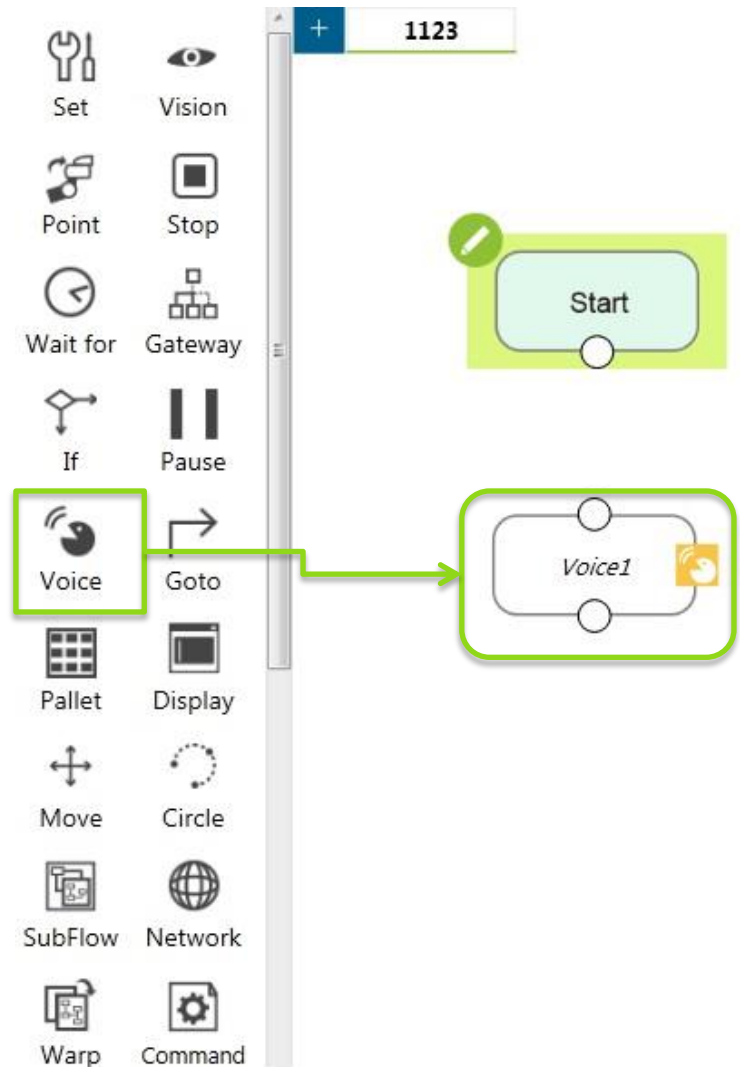 + 1123
Set Vision
Point Stop
Start
Wait for Gateway
If Pause
Voice Goto
Voice1
Pallet Display
Move Circle
SubFlow Network
Warp Command